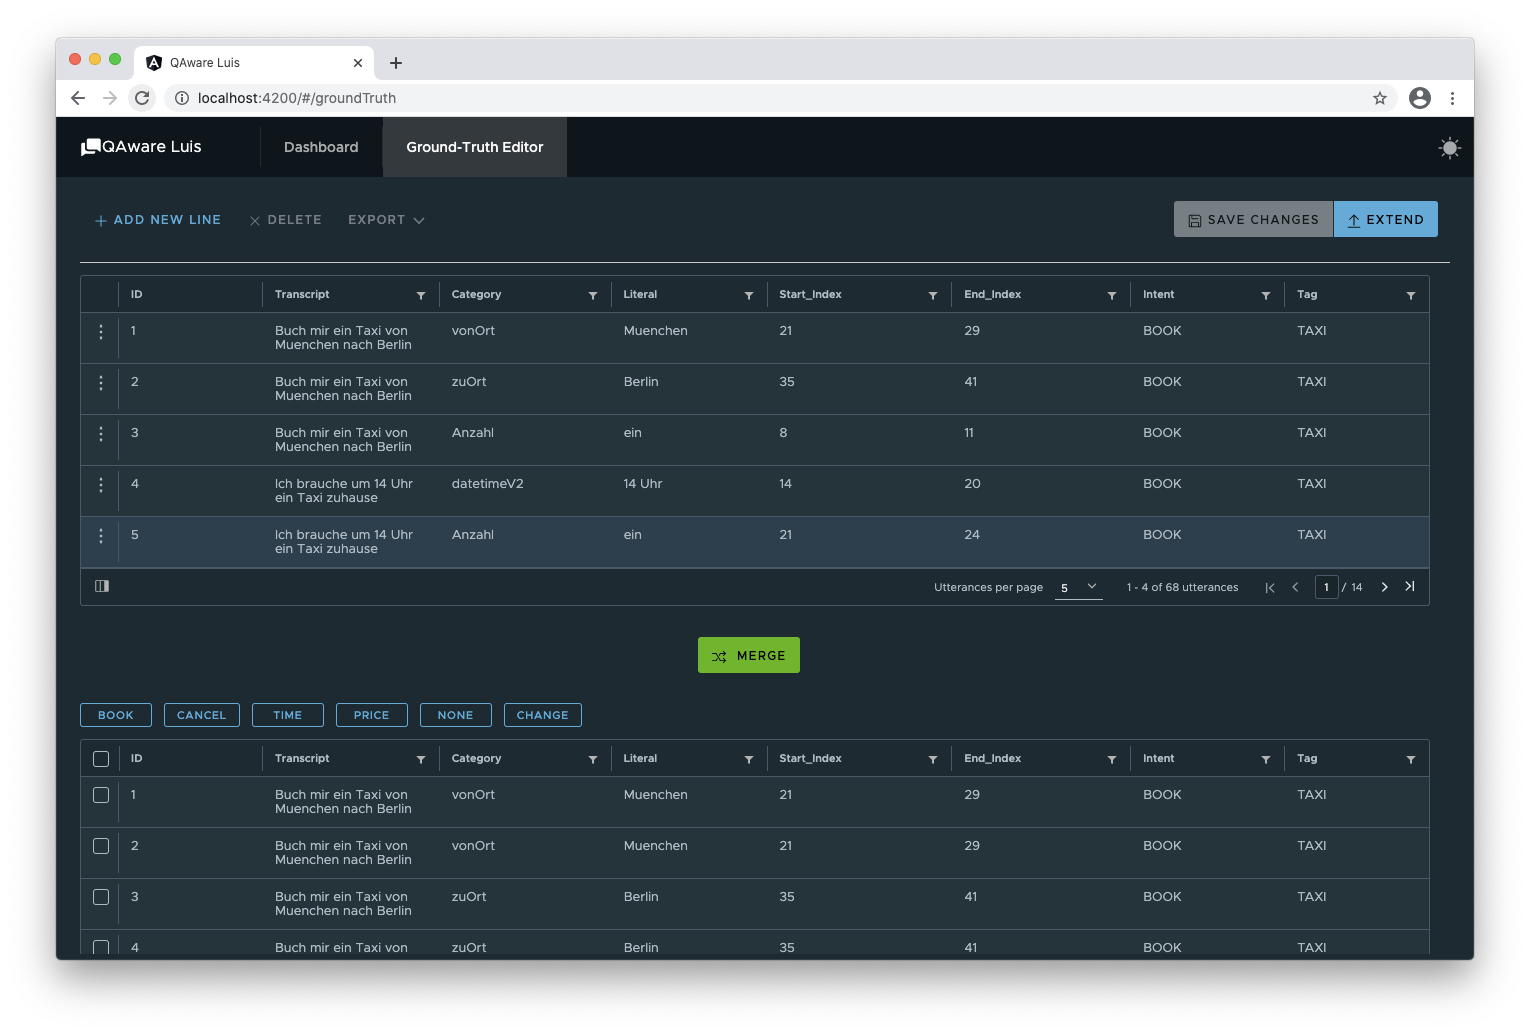 QAware Luis
localhost:4200/#/groundTruth
QAware Luis Dashboard Ground-Truth Editor
ADD NEW LINE DELETE EXPORT SAVE CHANGES EXTEND
ID Transcript Category Literal Start_Index End_Index Intent Tag
1 Buch mir ein Taxi von vonOrt Muenchen 21 29 BOOK TAXI
Muenchen nach Berlin
2 Buch mir ein Taxi von zuOrt Berlin 35 41 BOOK TAXI
Muenchen nach Berlin
3 Buch mir ein Taxi von Anzahl ein 8 11 BOOK TAXI
Muenchen nach Berlin
4 Ich brauche um 14 Uhr datetimeV2 14 Uhr 14 20 BOOK TAXI
ein Taxi zuhause
5 Ich brauche um 14 Uhr Anzahl ein 21 24 BOOK TAXI
ein Taxi zuhause
Utterances per page 5 1 - 4 of 68 utterances 1 / 14
MERGE
BOOK CANCEL TIME PRICE NONE CHANGE
ID Transcript Category Literal Start_Index End_Index Intent Tag
1 Buch mir ein Taxi von vonOrt Muenchen 21 29 BOOK TAXI
Muenchen nach Berlin
2 Buch mir ein Taxi von vonOrt Muenchen 21 29 BOOK TAXI
Muenchen nach Berlin
3 Buch mir ein Taxi von zuOrt Berlin 35 41 BOOK TAXI
Muenchen nach Berlin
4 Buch mir ein Taxi von zuOrt Berlin 35 41 BOOK TAXI